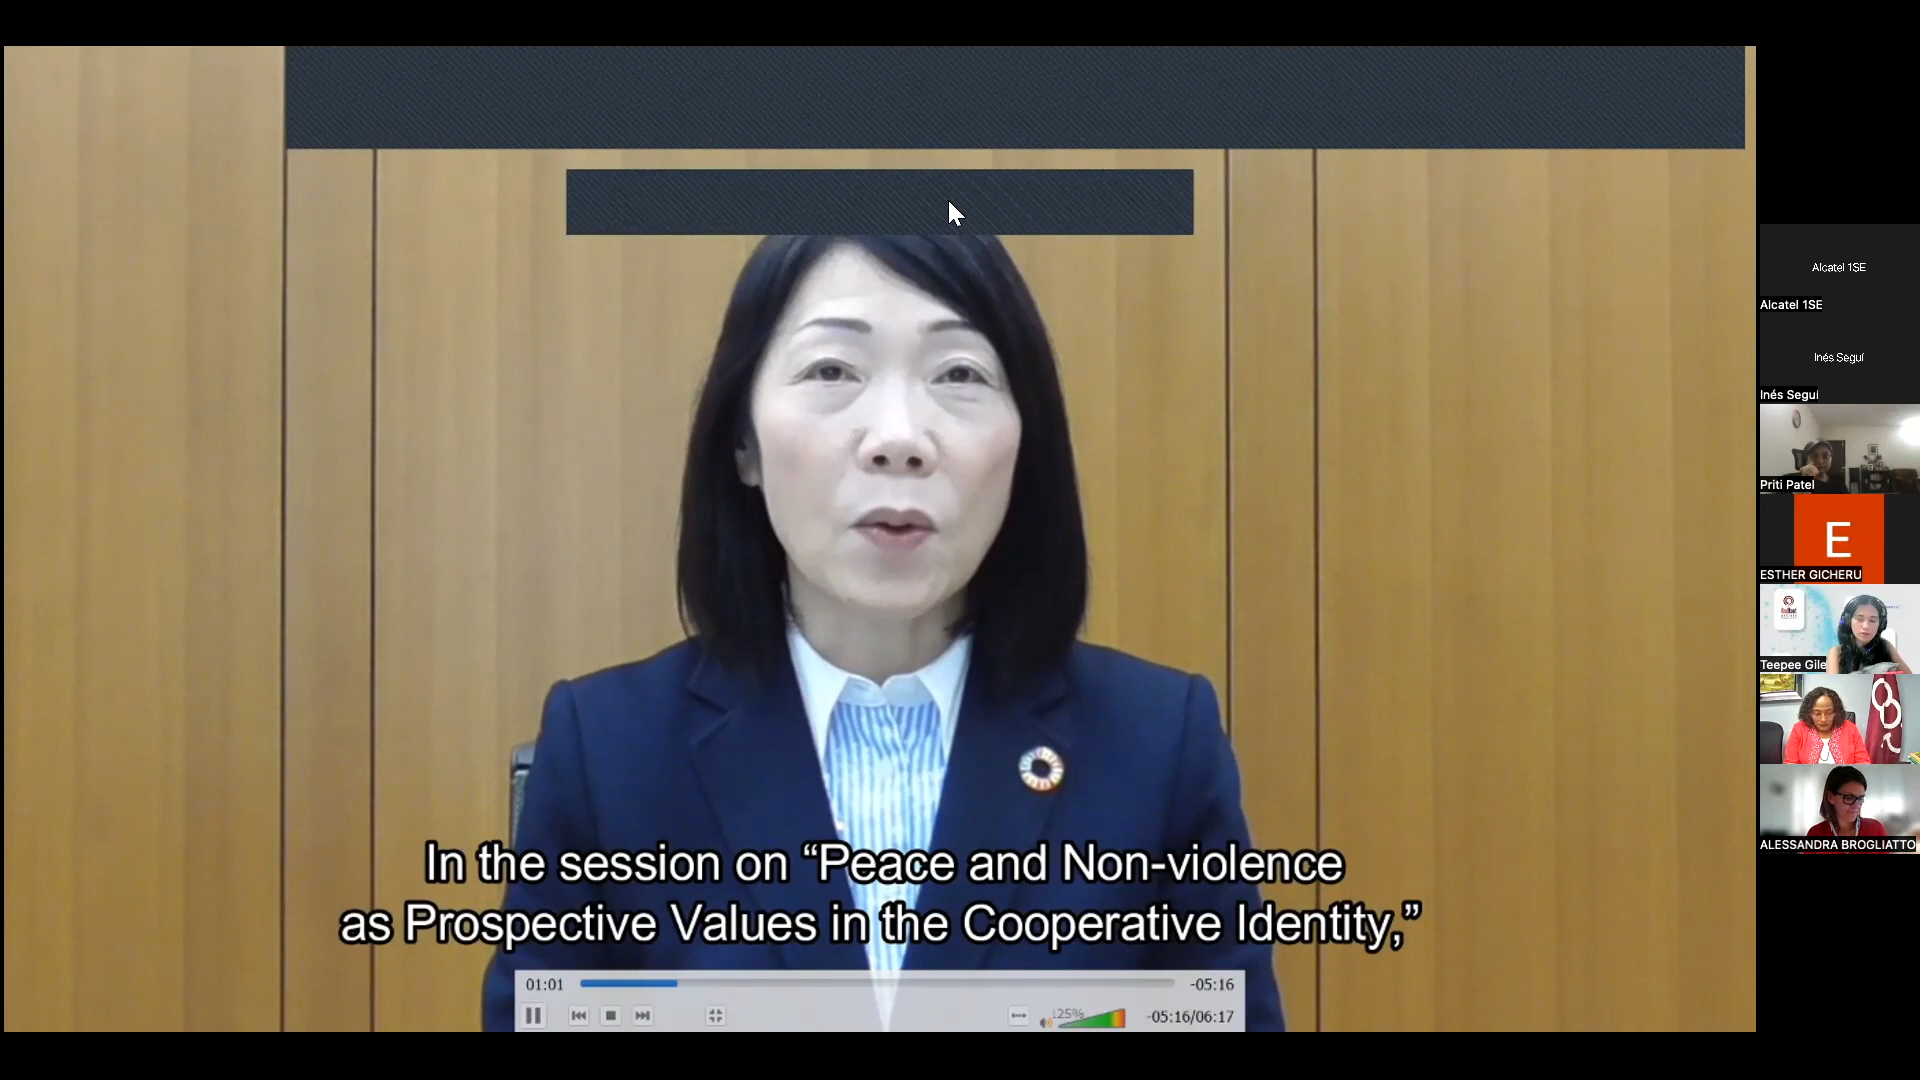 In the session on “Peace and Non-violence
as Prospective Values in the Cooperative Identity,”
01:01
-05:16
125%
-05:16/06:17
Alcatel 1SE
Alcatel 1SE
Inés Seguí
Inés Seguí
Priti Patel
E
ESTHER GICHERU
Teepee Gile
ALESSANDRA BROGLIATTO